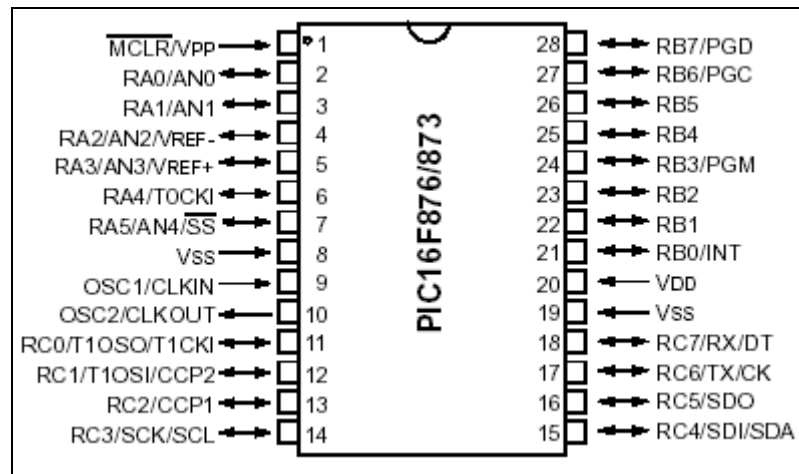 MCLR/VPP 1 28 RB7/PGD
RA0/AN0 2 27 RB6/PGC
RA1/AN1 3 26 RB5
RA2/AN2/VREF- 4 25 RB4
RA3/AN3/VREF+ 5 24 RB3/PGM
RA4/T0CKI 6 23 RB2
RA5/AN4/SS 7 22 RB1
VSS 8 21 RB0/INT
OSC1/CLKIN 9 20 VDD
OSC2/CLKOUT 10 19 VSS
RC0/T1OSO/T1CKI 11 18 RC7/RX/DT
RC1/T1OSI/CCP2 12 17 RC6/TX/CK
RC2/CCP1 13 16 RC5/SDO
RC3/SCK/SCL 14 15 RC4/SDI/SDA
PIC16F876/873